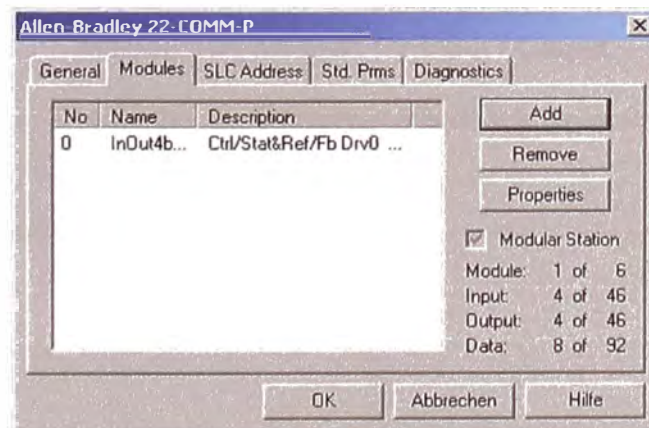 Allen-Bradley 22-COMM-P
General Modules SLC Address Std. Prms Diagnostics
No Name Description
0 InOut4b... Ctrl/Stat&Ref/Fb Drv0 ...
Add
Remove
Properties
Modular Station
Module: 1 of 6
Input: 4 of 46
Output: 4 of 46
Data: 8 of 92
OK Abbrechen Hilfe